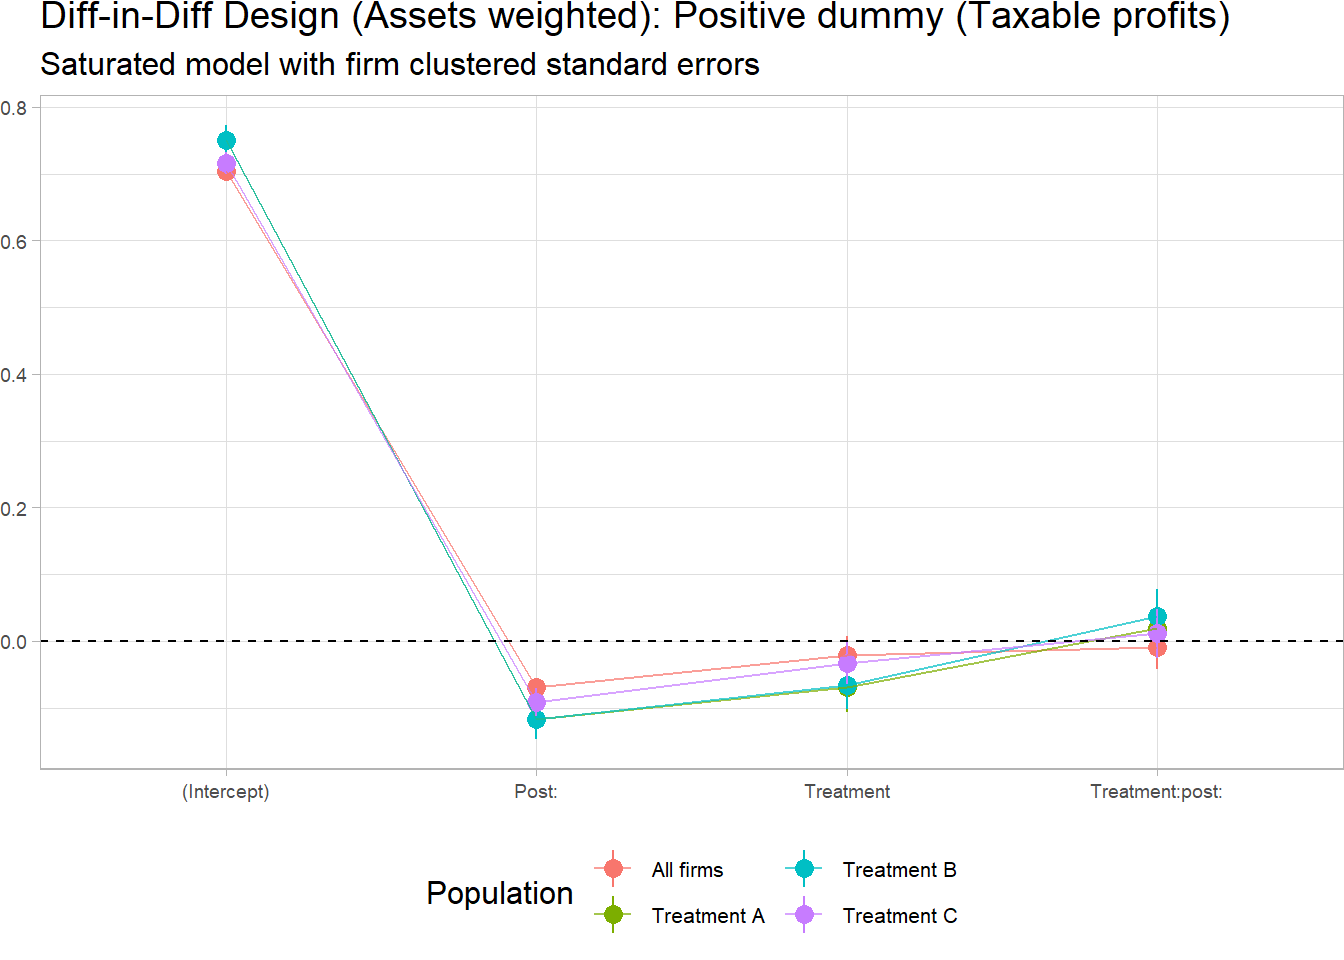 Diff-in-Diff Design (Assets weighted): Positive dummy (Taxable profits)
Saturated model with firm clustered standard errors
0.8
0.6
0.4
0.2
0.0
(Intercept) Post: Treatment Treatment:post:
Population
All firms Treatment B
Treatment A Treatment C